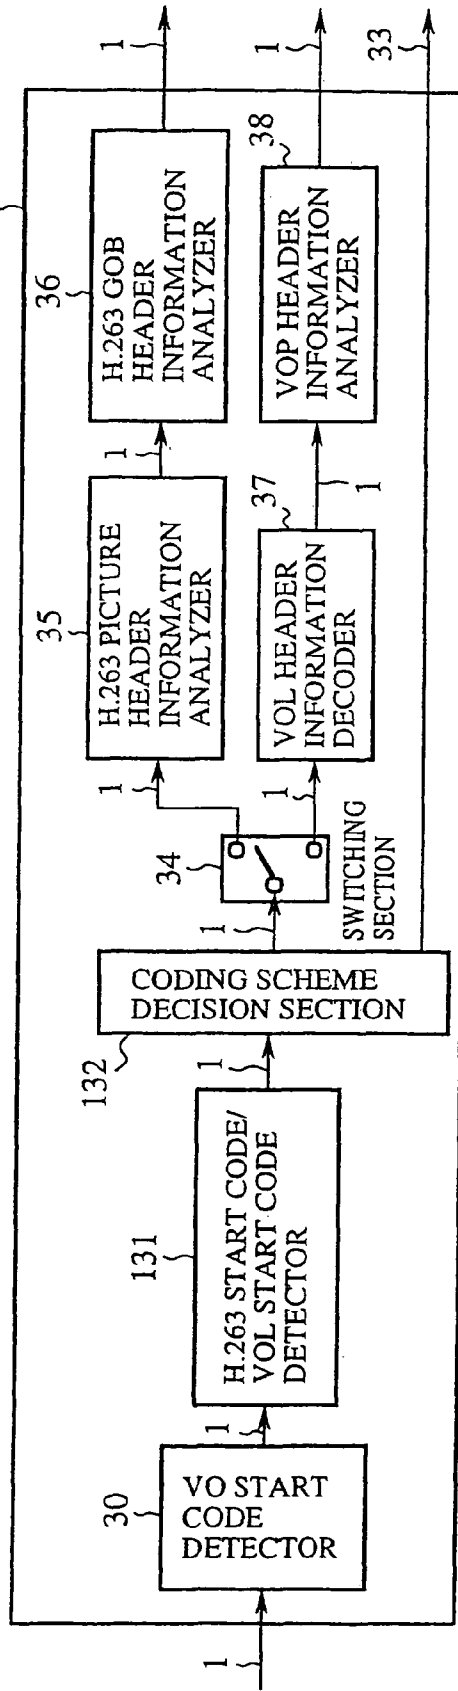 1
30
VO START
CODE
DETECTOR
1
131
H.263 START CODE/
VOL START CODE
DETECTOR
1
132
CODING SCHEME
DECISION SECTION
1
34
SWITCHING
SECTION
1
35
H.263 PICTURE
HEADER
INFORMATION
ANALYZER
1
36
H.263 GOB
HEADER
INFORMATION
ANALYZER
1
1
37
VOL HEADER
INFORMATION
DECODER
1
38
VOP HEADER
INFORMATION
ANALYZER
1
33